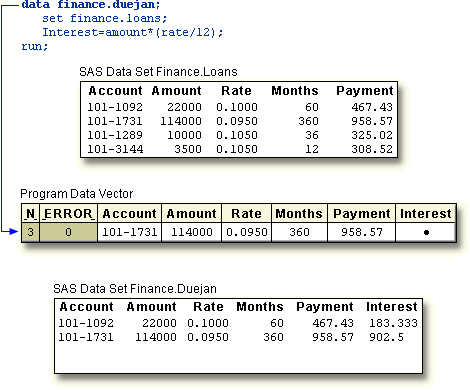 data finance.duejan;
set finance.loans;
Interest=amount*(rate/12);
run;
SAS Data Set Finance.Loans
Account Amount Rate Months Payment
101-1092 22000 0.1000 60 467.43
101-1731 114000 0.0950 360 958.57
101-1289 10000 0.1050 36 325.02
101-3144 3500 0.1050 12 308.52
Program Data Vector
_N_ _ERROR_ Account Amount Rate Months Payment Interest
3 0 101-1731 114000 0.0950 360 958.57 •
SAS Data Set Finance.Duejan
Account Amount Rate Months Payment Interest
101-1092 22000 0.1000 60 467.43 183.333
101-1731 114000 0.0950 360 958.57 902.5